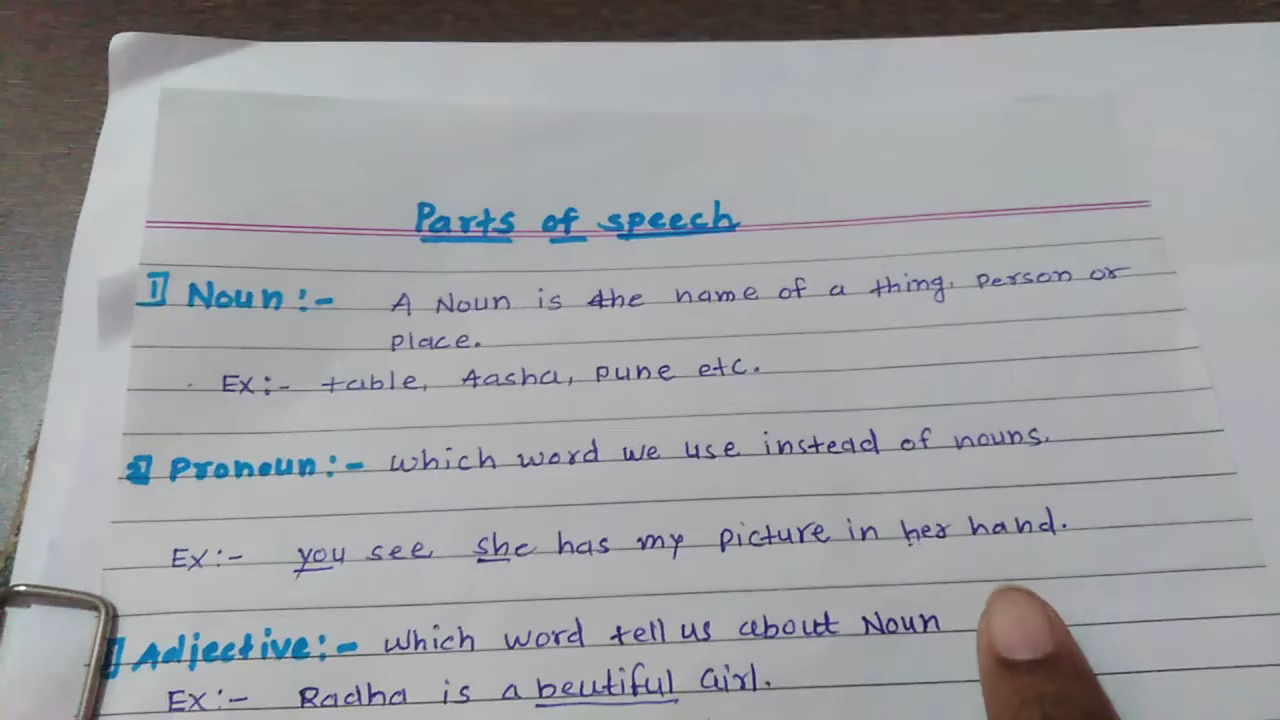 Parts of speech
1] Noun :- A Noun is the name of a thing, person or
place.
Ex :- table, Aasha, pune etc.
2] Pronoun :- which word we use instead of nouns.
Ex :- you see she has my picture in her hand.
] Adjective :- which word tell us about Noun
Ex :- Radha is a beutiful Girl.